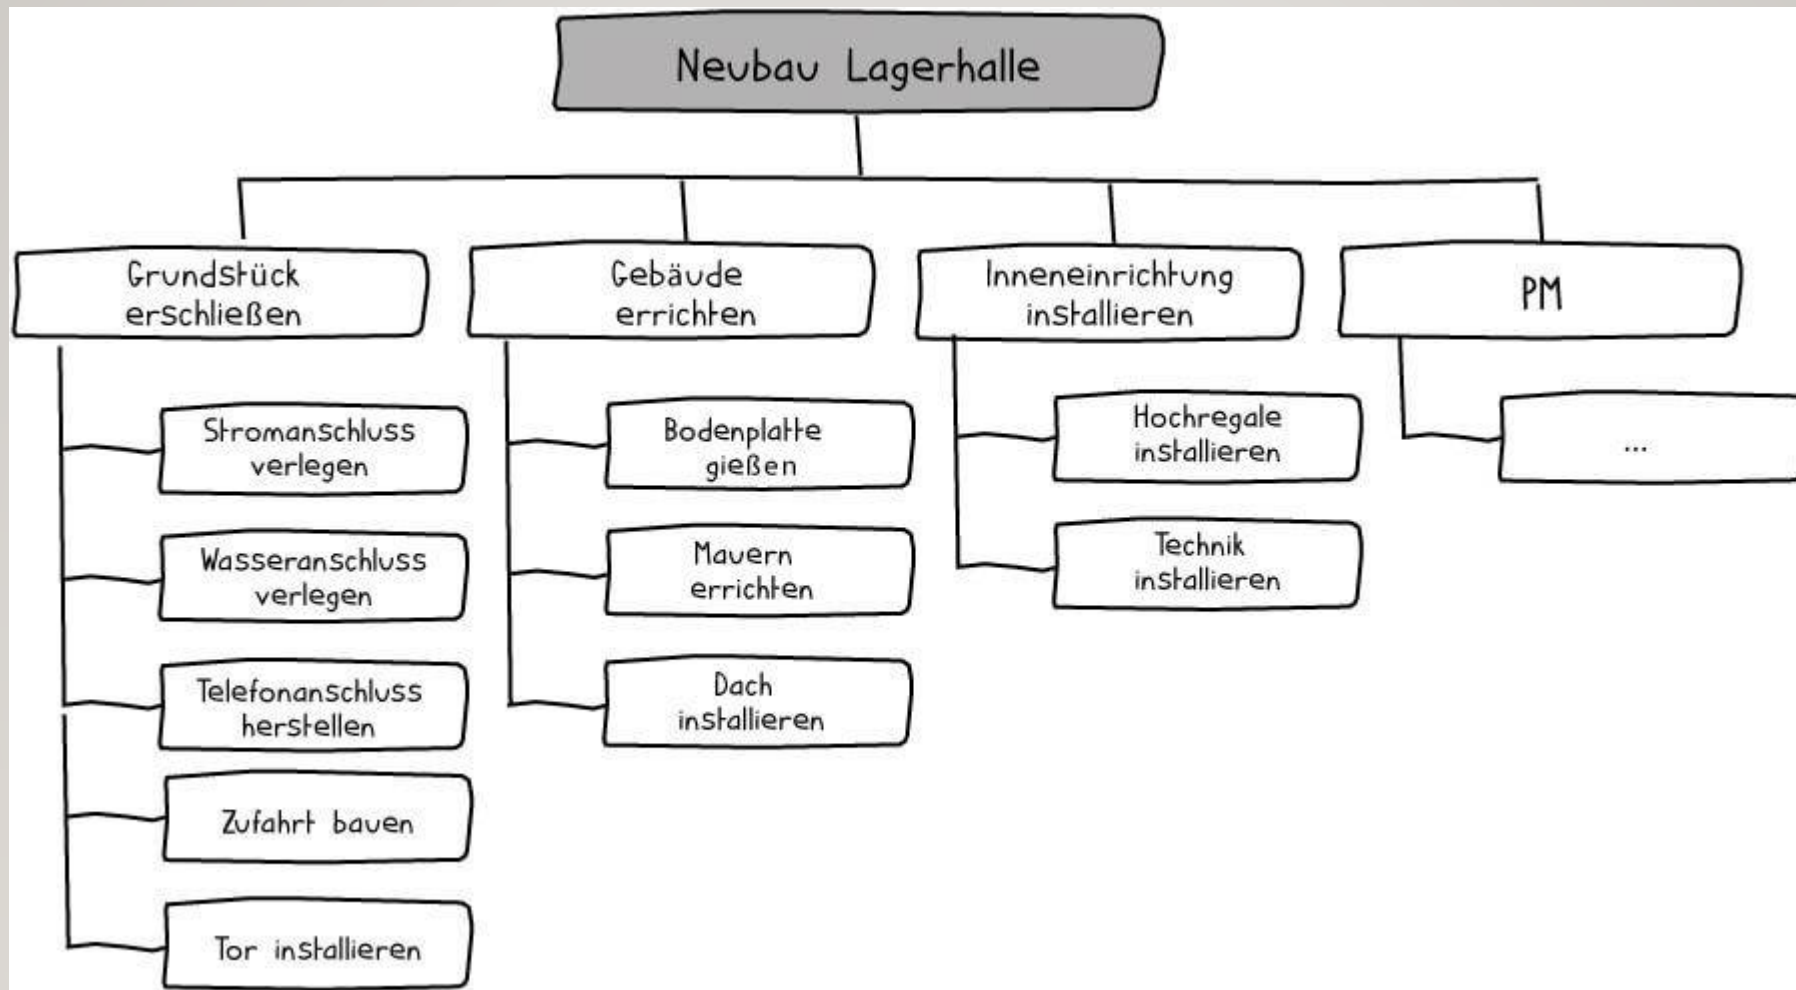 Neubau Lagerhalle
Grundstück
erschließen
Stromanschluss
verlegen
Wasseranschluss
verlegen
Telefonanschluss
herstellen
Zufahrt bauen
Tor installieren
Gebäude
errichten
Bodenplatte
gießen
Mauern
errichten
Dach
installieren
Inneneinrichtung
installieren
Hochregale
installieren
Technik
installieren
PM
...